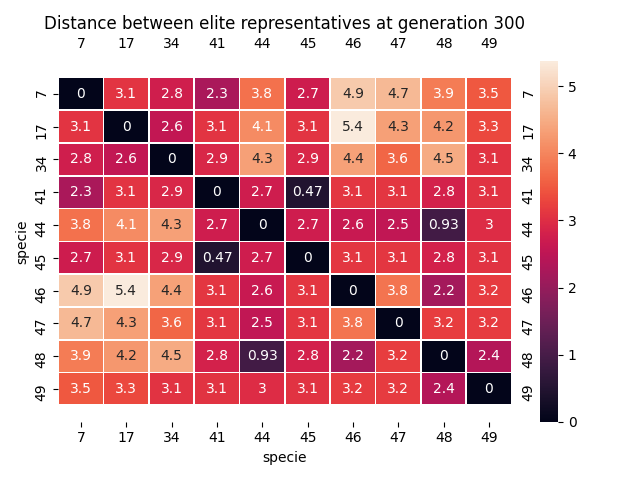 Distance between elite representatives at generation 300
7 17 34 41 44 45 46 47 48 49
7 0 3.1 2.8 2.3 3.8 2.7 4.9 4.7 3.9 3.5 7
17 3.1 0 2.6 3.1 4.1 3.1 5.4 4.3 4.2 3.3 17
34 2.8 2.6 0 2.9 4.3 2.9 4.4 3.6 4.5 3.1 34
41 2.3 3.1 2.9 0 2.7 0.47 3.1 3.1 2.8 3.1 41
44 3.8 4.1 4.3 2.7 0 2.7 2.6 2.5 0.93 3 44
45 2.7 3.1 2.9 0.47 2.7 0 3.1 3.1 2.8 3.1 45
46 4.9 5.4 4.4 3.1 2.6 3.1 0 3.8 2.2 3.2 46
47 4.7 4.3 3.6 3.1 2.5 3.1 3.8 0 3.2 3.2 47
48 3.9 4.2 4.5 2.8 0.93 2.8 2.2 3.2 0 2.4 48
49 3.5 3.3 3.1 3.1 3 3.1 3.2 3.2 2.4 0 49
7 17 34 41 44 45 46 47 48 49
specie
specie
5
4
3
2
1
0